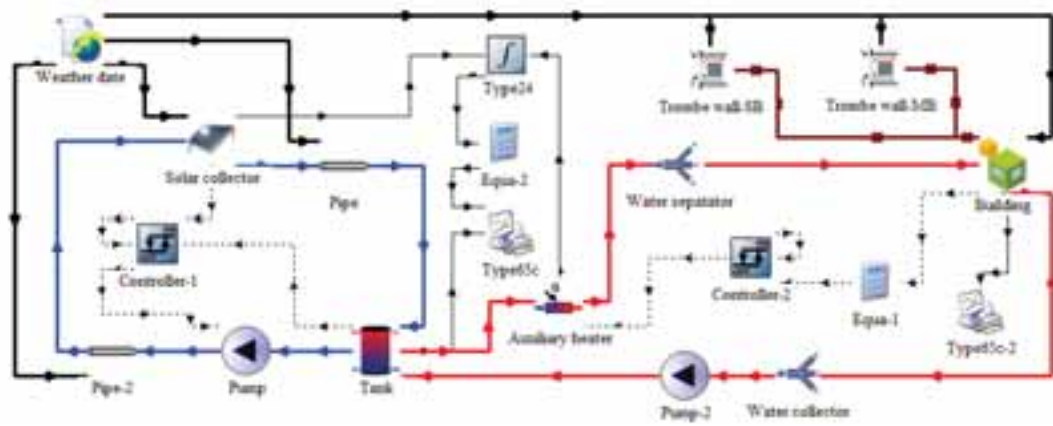 Weather date
Type24
Trombe wall-SB
Trombe wall-MB
Solar collector
Pipe
Equa-2
Water separator
Building
Controller-1
Type65c
Controller-2
Equa-1
Auxiliary heater
Type65c-2
Pipe-2
Pump
Tank
Pump-2
Water collector